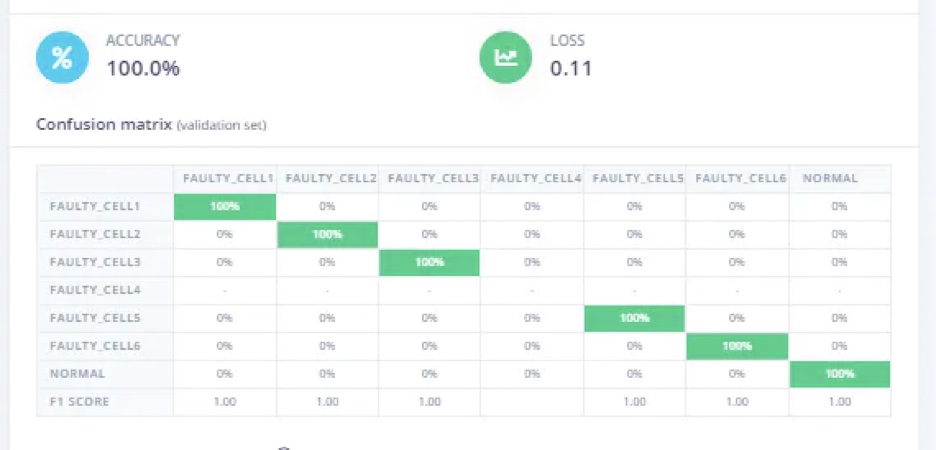 ACCURACY LOSS
100.0% 0.11
Confusion matrix (validation set)
FAULTY_CELL1 FAULTY_CELL2 FAULTY_CELL3 FAULTY_CELL4 FAULTY_CELL5 FAULTY_CELL6 NORMAL
FAULTY_CELL1 100% 0% 0% 0% 0% 0% 0%
FAULTY_CELL2 0% 100% 0% 0% 0% 0% 0%
FAULTY_CELL3 0% 0% 100% 0% 0% 0% 0%
FAULTY_CELL4 - - - - - - -
FAULTY_CELL5 0% 0% 0% 0% 100% 0% 0%
FAULTY_CELL6 0% 0% 0% 0% 0% 100% 0%
NORMAL 0% 0% 0% 0% 0% 0% 100%
F1 SCORE 1.00 1.00 1.00 1.00 1.00 1.00